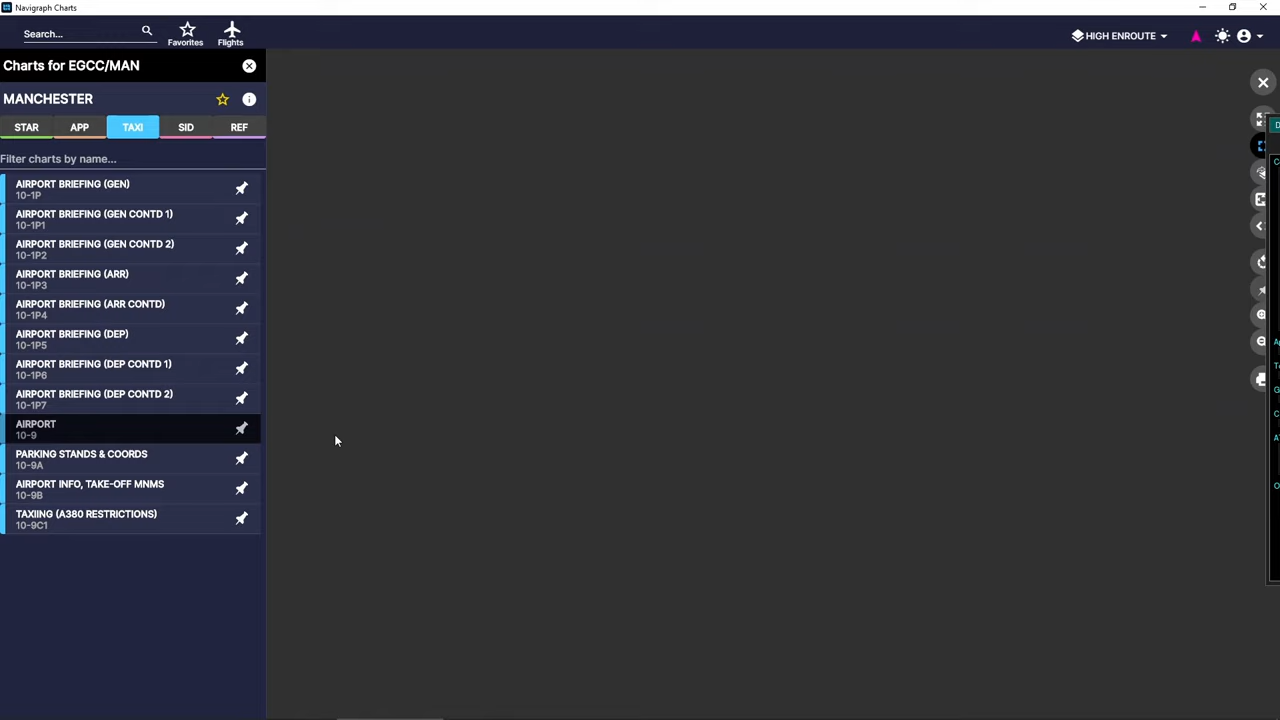 Navigraph Charts
Search...
Favorites
Flights
HIGH ENROUTE
Charts for EGCC/MAN
MANCHESTER
STAR
APP
TAXI
SID
REF
Filter charts by name...
AIRPORT BRIEFING (GEN)
10-1P
AIRPORT BRIEFING (GEN CONTD 1)
10-1P1
AIRPORT BRIEFING (GEN CONTD 2)
10-1P2
AIRPORT BRIEFING (ARR)
10-1P3
AIRPORT BRIEFING (ARR CONTD)
10-1P4
AIRPORT BRIEFING (DEP)
10-1P5
AIRPORT BRIEFING (DEP CONTD 1)
10-1P6
AIRPORT BRIEFING (DEP CONTD 2)
10-1P7
AIRPORT
10-9
PARKING STANDS & COORDS
10-9A
AIRPORT INFO, TAKE-OFF MNMS
10-9B
TAXIING (A380 RESTRICTIONS)
10-9C1